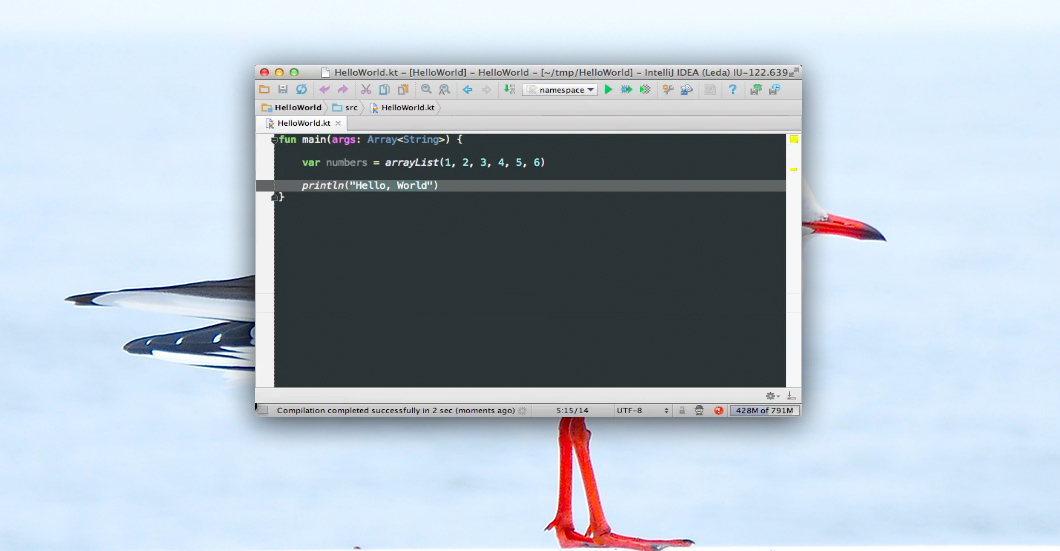 HelloWorld.kt – [HelloWorld] – HelloWorld – [~/tmp/HelloWorld] – IntelliJ IDEA (Leda) IU-122.639
namespace
HelloWorld src HelloWorld.kt
HelloWorld.kt
fun main(args: Array<String>) {
var numbers = arrayList(1, 2, 3, 4, 5, 6)
println("Hello, World")
}
Compilation completed successfully in 2 sec (moments ago) 5:15/14 UTF-8 428M of 791M